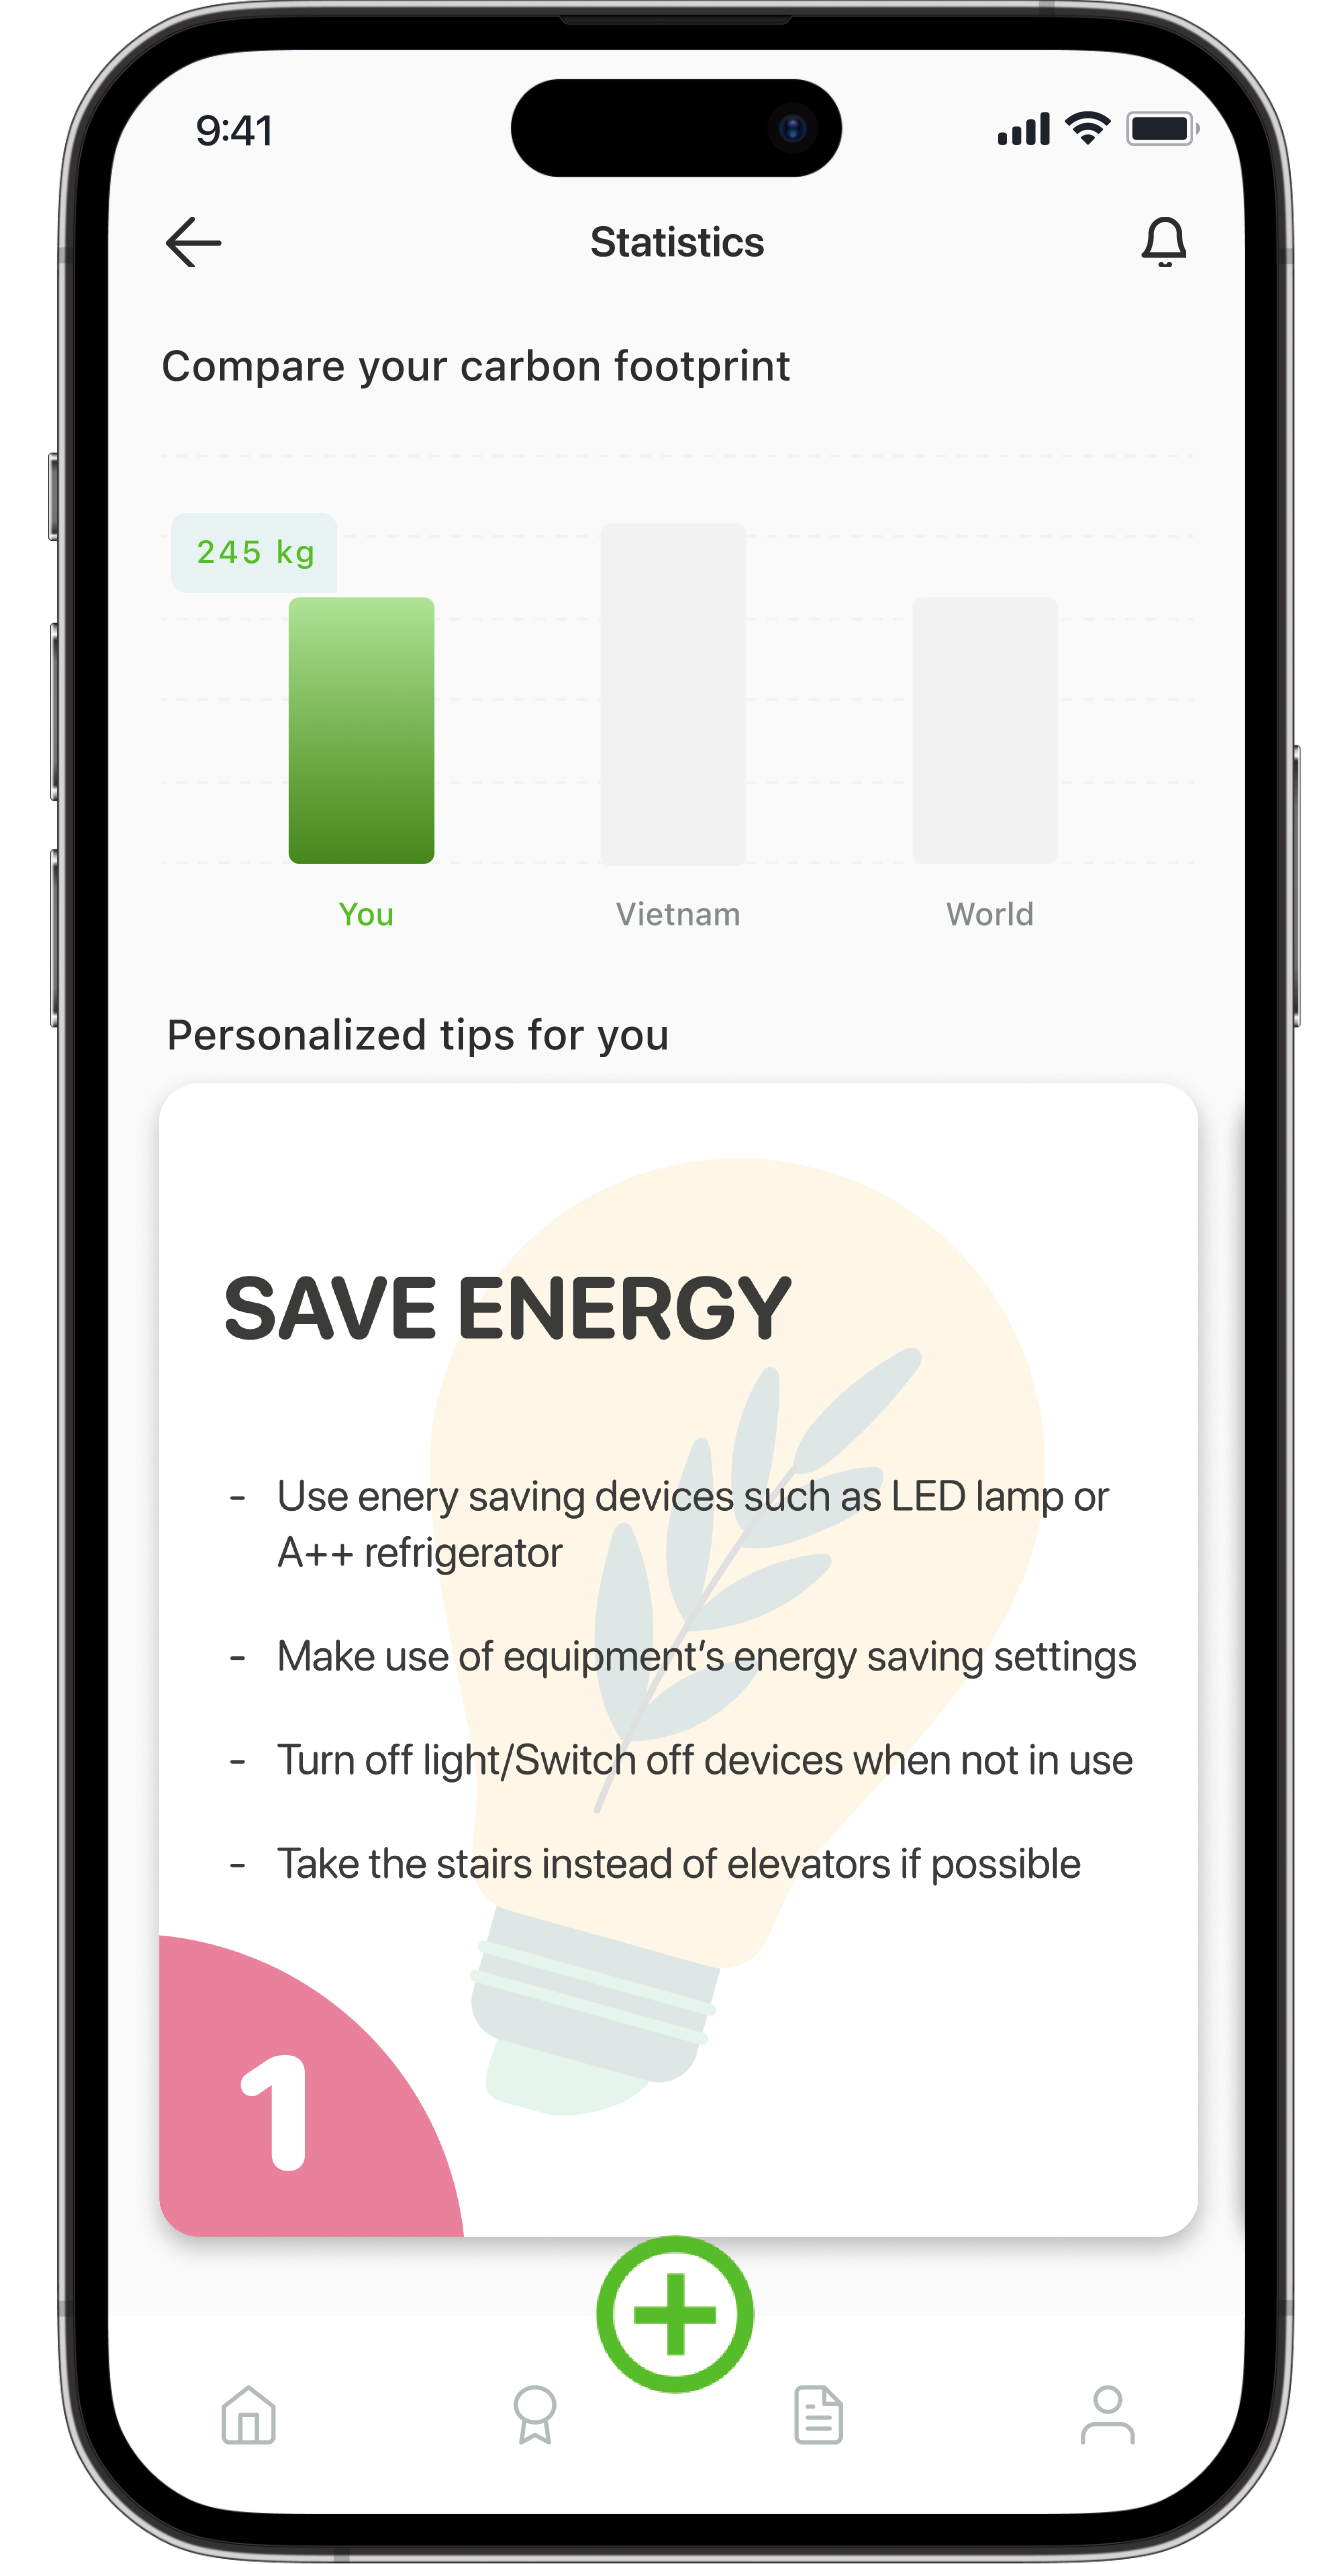 9:41
Statistics
Compare your carbon footprint
245 kg
You
Vietnam
World
Personalized tips for you
SAVE ENERGY
- Use enery saving devices such as LED lamp or
A++ refrigerator
- Make use of equipment’s energy saving settings
- Turn off light/Switch off devices when not in use
- Take the stairs instead of elevators if possible
1